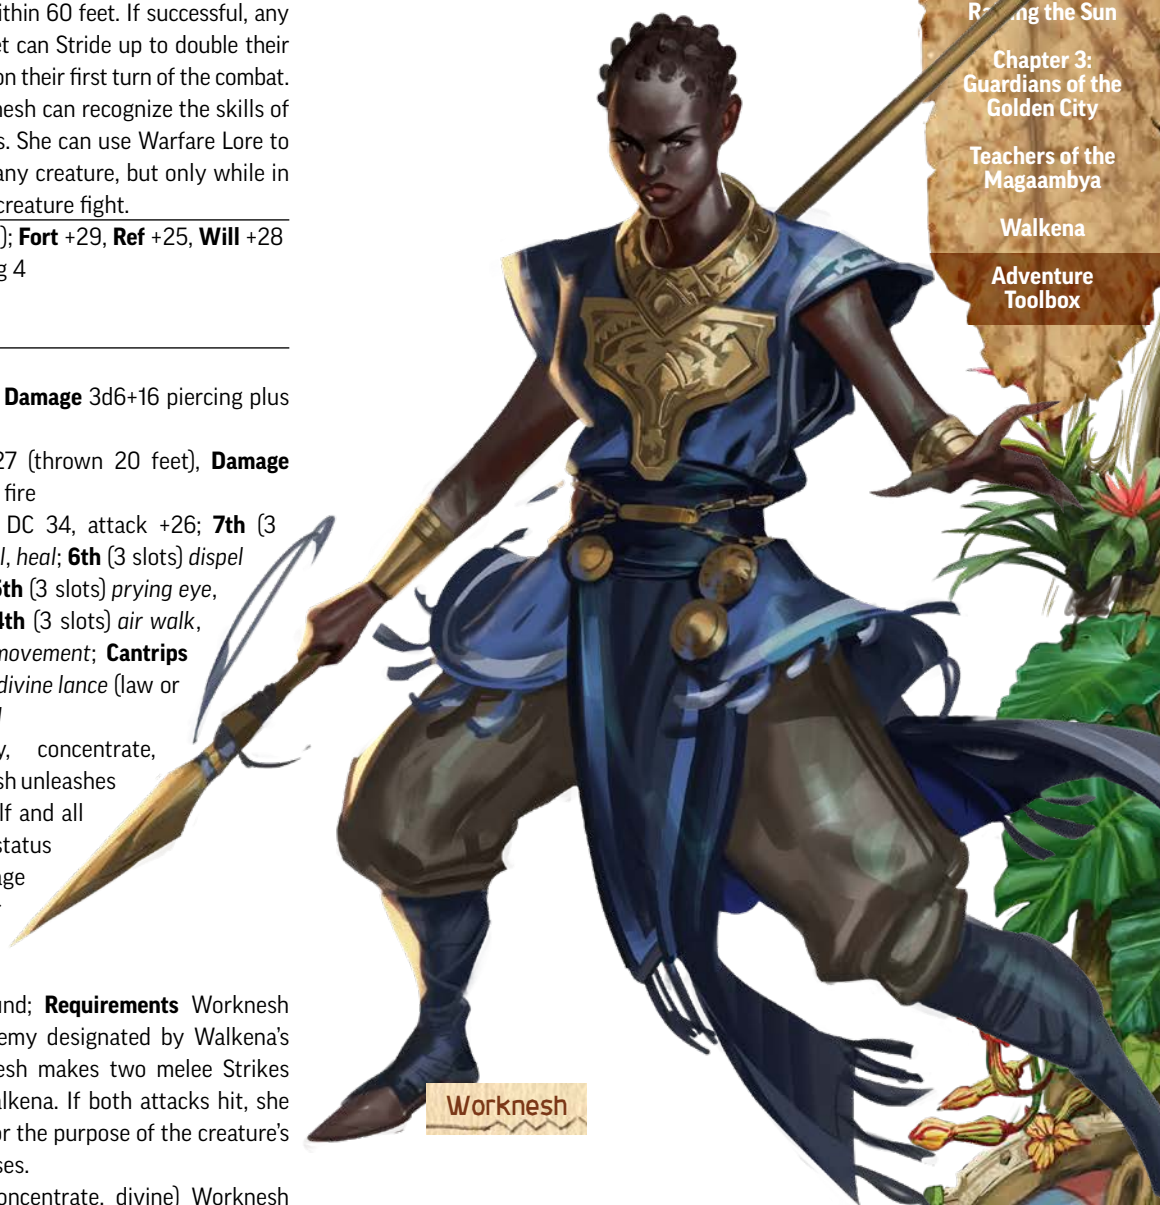 ithin 60 feet. If successful, any
et can Stride up to double their
on their first turn of the combat.
nesh can recognize the skills of
s. She can use Warfare Lore to
any creature, but only while in
creature fight.
); Fort +29, Ref +25, Will +28
g 4
Damage 3d6+16 piercing plus
27 (thrown 20 feet), Damage
fire
DC 34, attack +26; 7th (3
l, heal; 6th (3 slots) dispel
5th (3 slots) prying eye,
4th (3 slots) air walk,
movement; Cantrips
divine lance (law or
y, concentrate,
sh unleashes
lf and all
status
age
und; Requirements Worknesh
emy designated by Walkena's
esh makes two melee Strikes
alkena. If both attacks hit, she
or the purpose of the creature's
ses.
oncentrate, divine) Worknesh
the Sun
Chapter 3:
Guardians of the
Golden City
Teachers of the
Magaambya
Walkena
Adventure
Toolbox
Worknesh